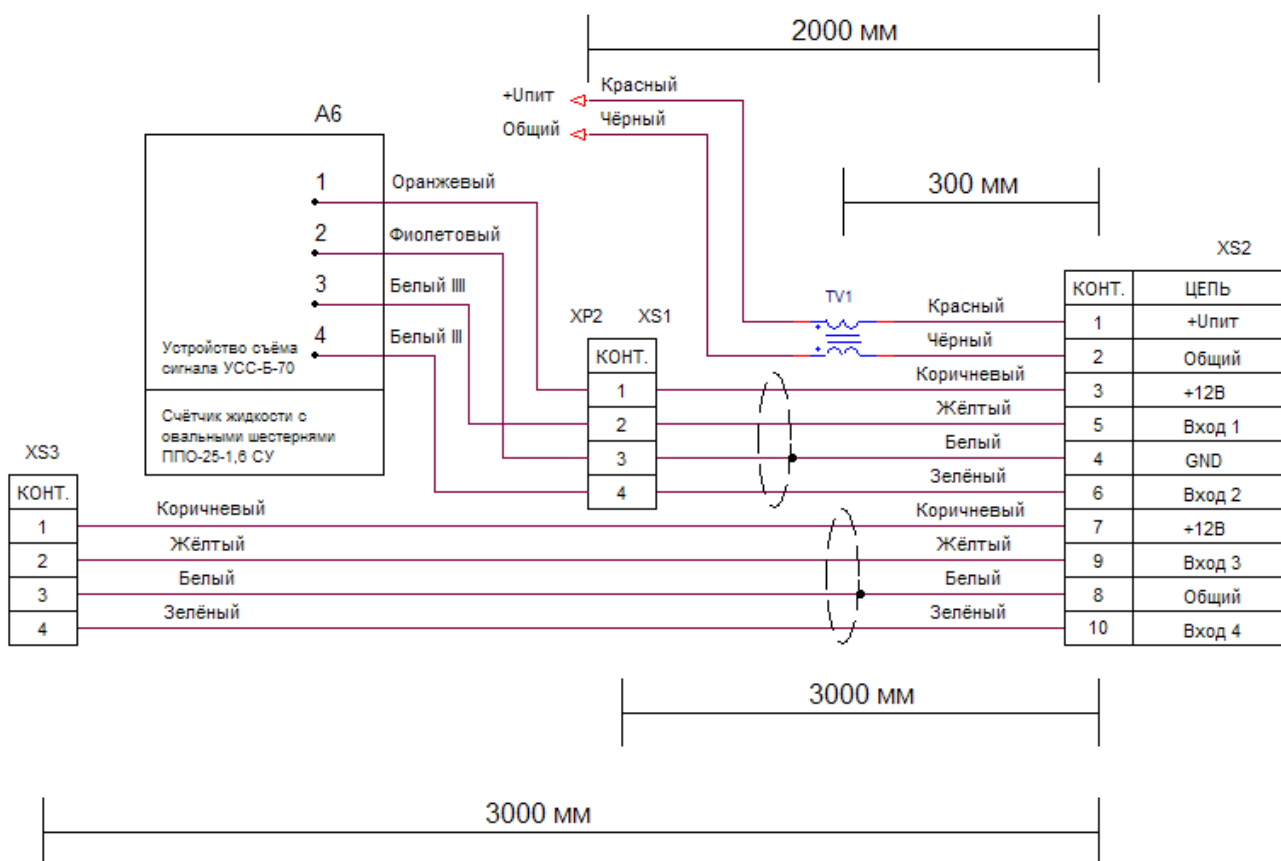 2000 мм
+Uпит
Красный
Общий
Чёрный
A6
300 мм
1
Оранжевый
2
Фиолетовый
3
Белый IIII
4
Белый III
Устройство съёма
сигнала УСС-Б-70
Счётчик жидкости с
овальными шестернями
ППО-25-1,6 СУ
XP2
XS1
КОНТ.
1
2
3
4
TV1
XS2
КОНТ.
ЦЕПЬ
Красный
1
+Uпит
Чёрный
2
Общий
Коричневый
3
+12В
Жёлтый
5
Вход 1
Белый
4
GND
Зелёный
6
Вход 2
Коричневый
7
+12В
Жёлтый
9
Вход 3
Белый
8
Общий
Зелёный
10
Вход 4
XS3
КОНТ.
1
Коричневый
2
Жёлтый
3
Белый
4
Зелёный
3000 мм
3000 мм